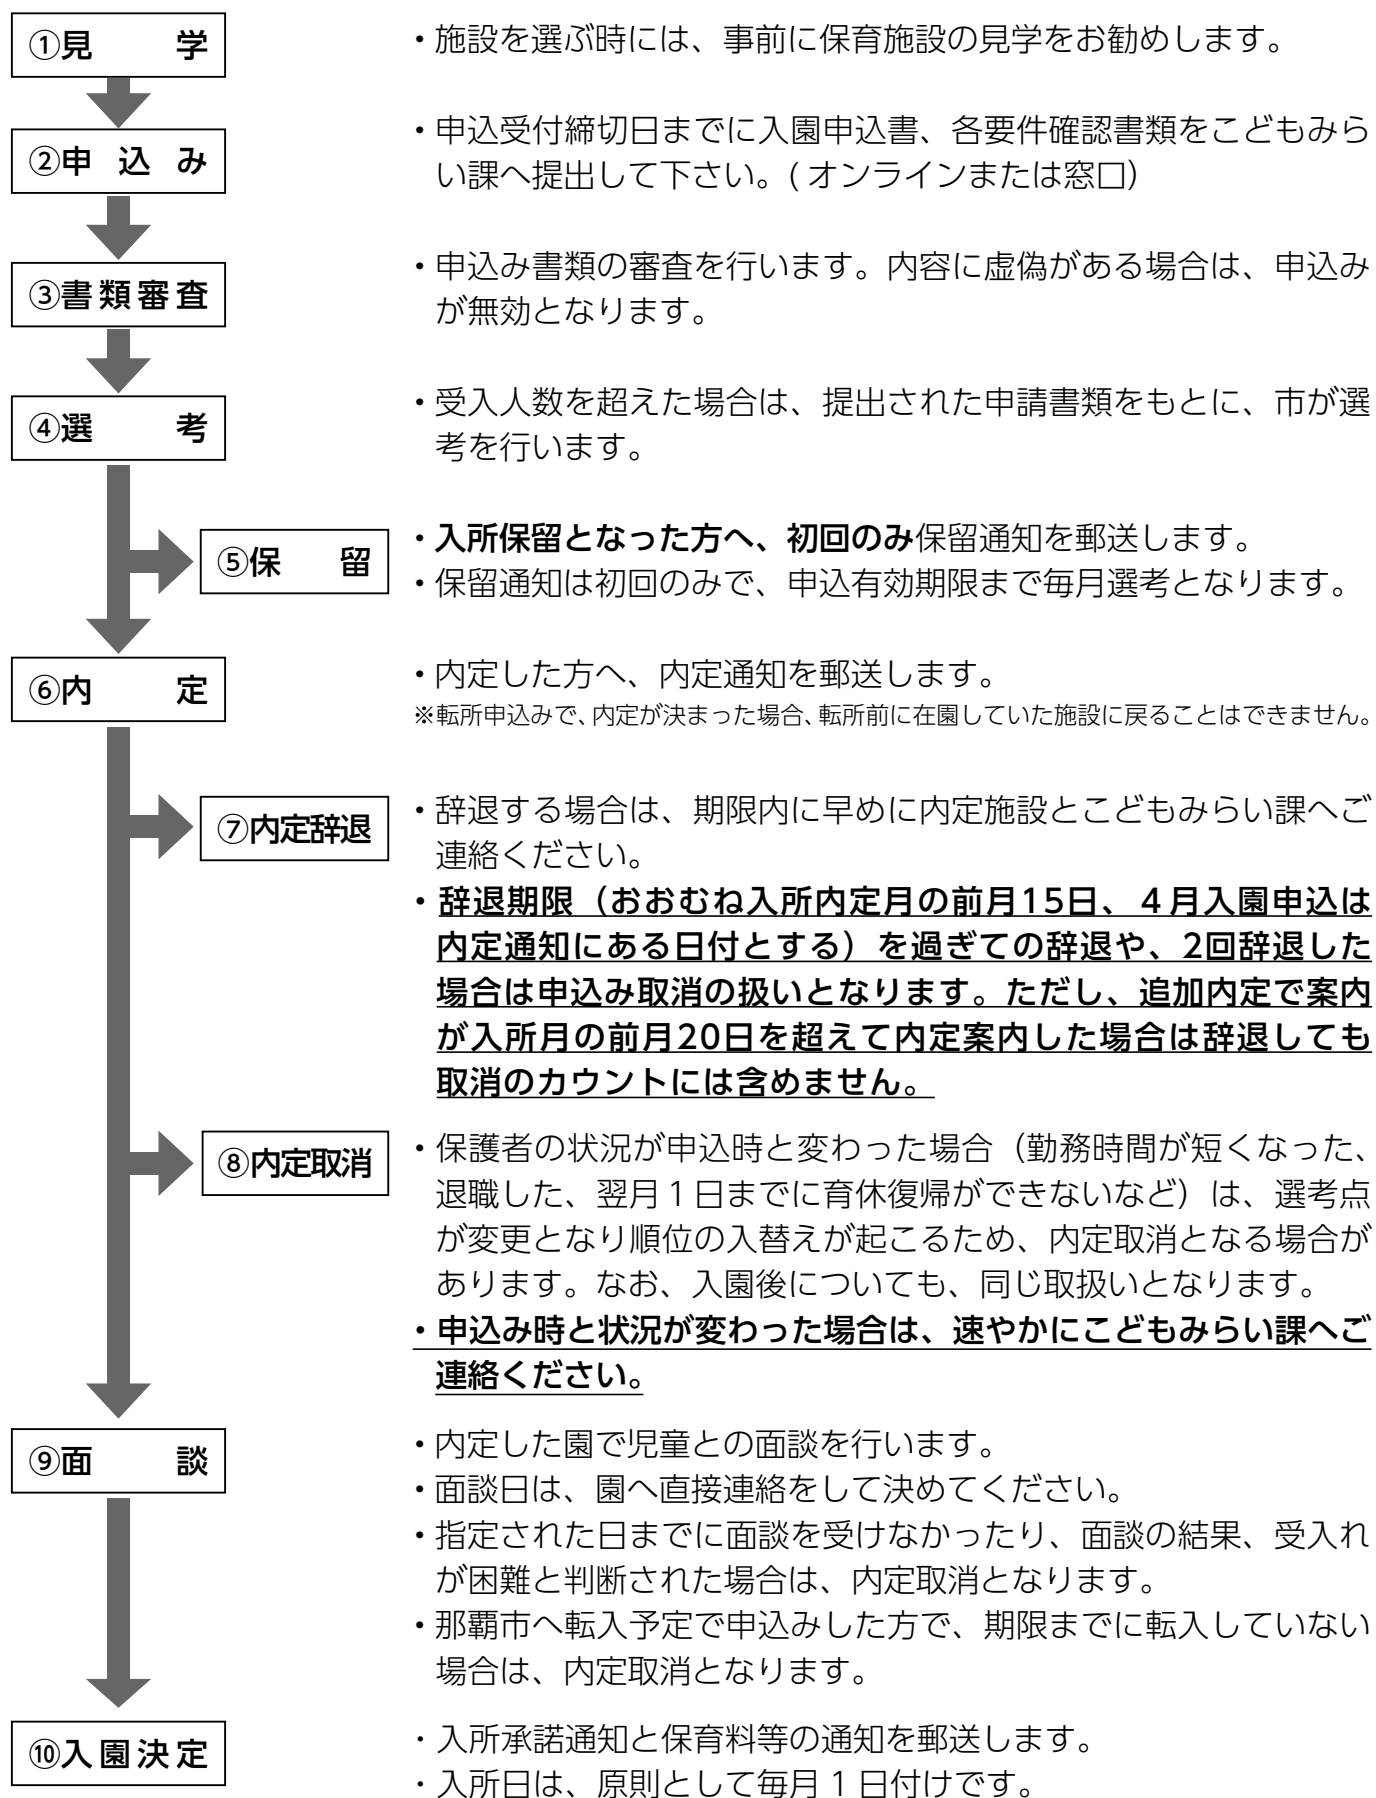 ①見　学
・施設を選ぶ時には、事前に保育施設の見学をお勧めします。
②申 込 み
・申込受付締切日までに入園申込書、各要件確認書類をこどもみら
い課へ提出して下さい。( オンラインまたは窓口）
③書類審査
・申込み書類の審査を行います。内容に虚偽がある場合は、申込み
が無効となります。
④選　考
・受入人数を超えた場合は、提出された申請書類をもとに、市が選
考を行います。
⑤保　留
・入所保留となった方へ、初回のみ保留通知を郵送します。
・保留通知は初回のみで、申込有効期限まで毎月選考となります。
⑥内　定
・内定した方へ、内定通知を郵送します。
※転所申込みで、内定が決まった場合、転所前に在園していた施設に戻ることはできません。
⑦内定辞退
・辞退する場合は、期限内に早めに内定施設とこどもみらい課へご
連絡ください。
・辞退期限（おおむね入所内定月の前月15日、４月入園申込は
内定通知にある日付とする）を過ぎての辞退や、2回辞退した
場合は申込み取消の扱いとなります。ただし、追加内定で案内
が入所月の前月20日を超えて内定案内した場合は辞退しても
取消のカウントには含めません。
⑧内定取消
・保護者の状況が申込時と変わった場合（勤務時間が短くなった、
退職した、翌月１日までに育休復帰ができないなど）は、選考点
が変更となり順位の入替えが起こるため、内定取消となる場合が
あります。なお、入園後についても、同じ取扱いとなります。
・申込み時と状況が変わった場合は、速やかにこどもみらい課へご
連絡ください。
⑨面　談
・内定した園で児童との面談を行います。
・面談日は、園へ直接連絡をして決めてください。
・指定された日までに面談を受けなかったり、面談の結果、受入れ
が困難と判断された場合は、内定取消となります。
・那覇市へ転入予定で申込みした方で、期限までに転入していない
場合は、内定取消となります。
⑩入園決定
・入所承諾通知と保育料等の通知を郵送します。
・入所日は、原則として毎月１日付けです。